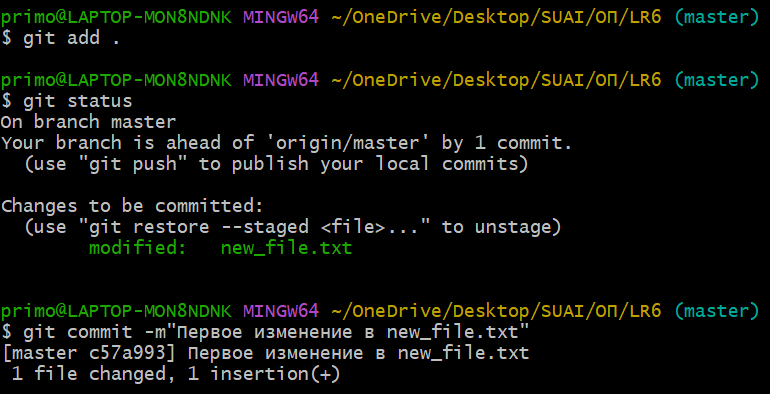 primo@LAPTOP-MON8NDNK MINGW64 ~/OneDrive/Desktop/SUAI/ОП/LR6 (master)
$ git add .
primo@LAPTOP-MON8NDNK MINGW64 ~/OneDrive/Desktop/SUAI/ОП/LR6 (master)
$ git status
On branch master
Your branch is ahead of 'origin/master' by 1 commit.
  (use "git push" to publish your local commits)
Changes to be committed:
  (use "git restore --staged <file>..." to unstage)
        modified:   new_file.txt
primo@LAPTOP-MON8NDNK MINGW64 ~/OneDrive/Desktop/SUAI/ОП/LR6 (master)
$ git commit -m"Первое изменение в new_file.txt"
[master c57a993] Первое изменение в new_file.txt
 1 file changed, 1 insertion(+)